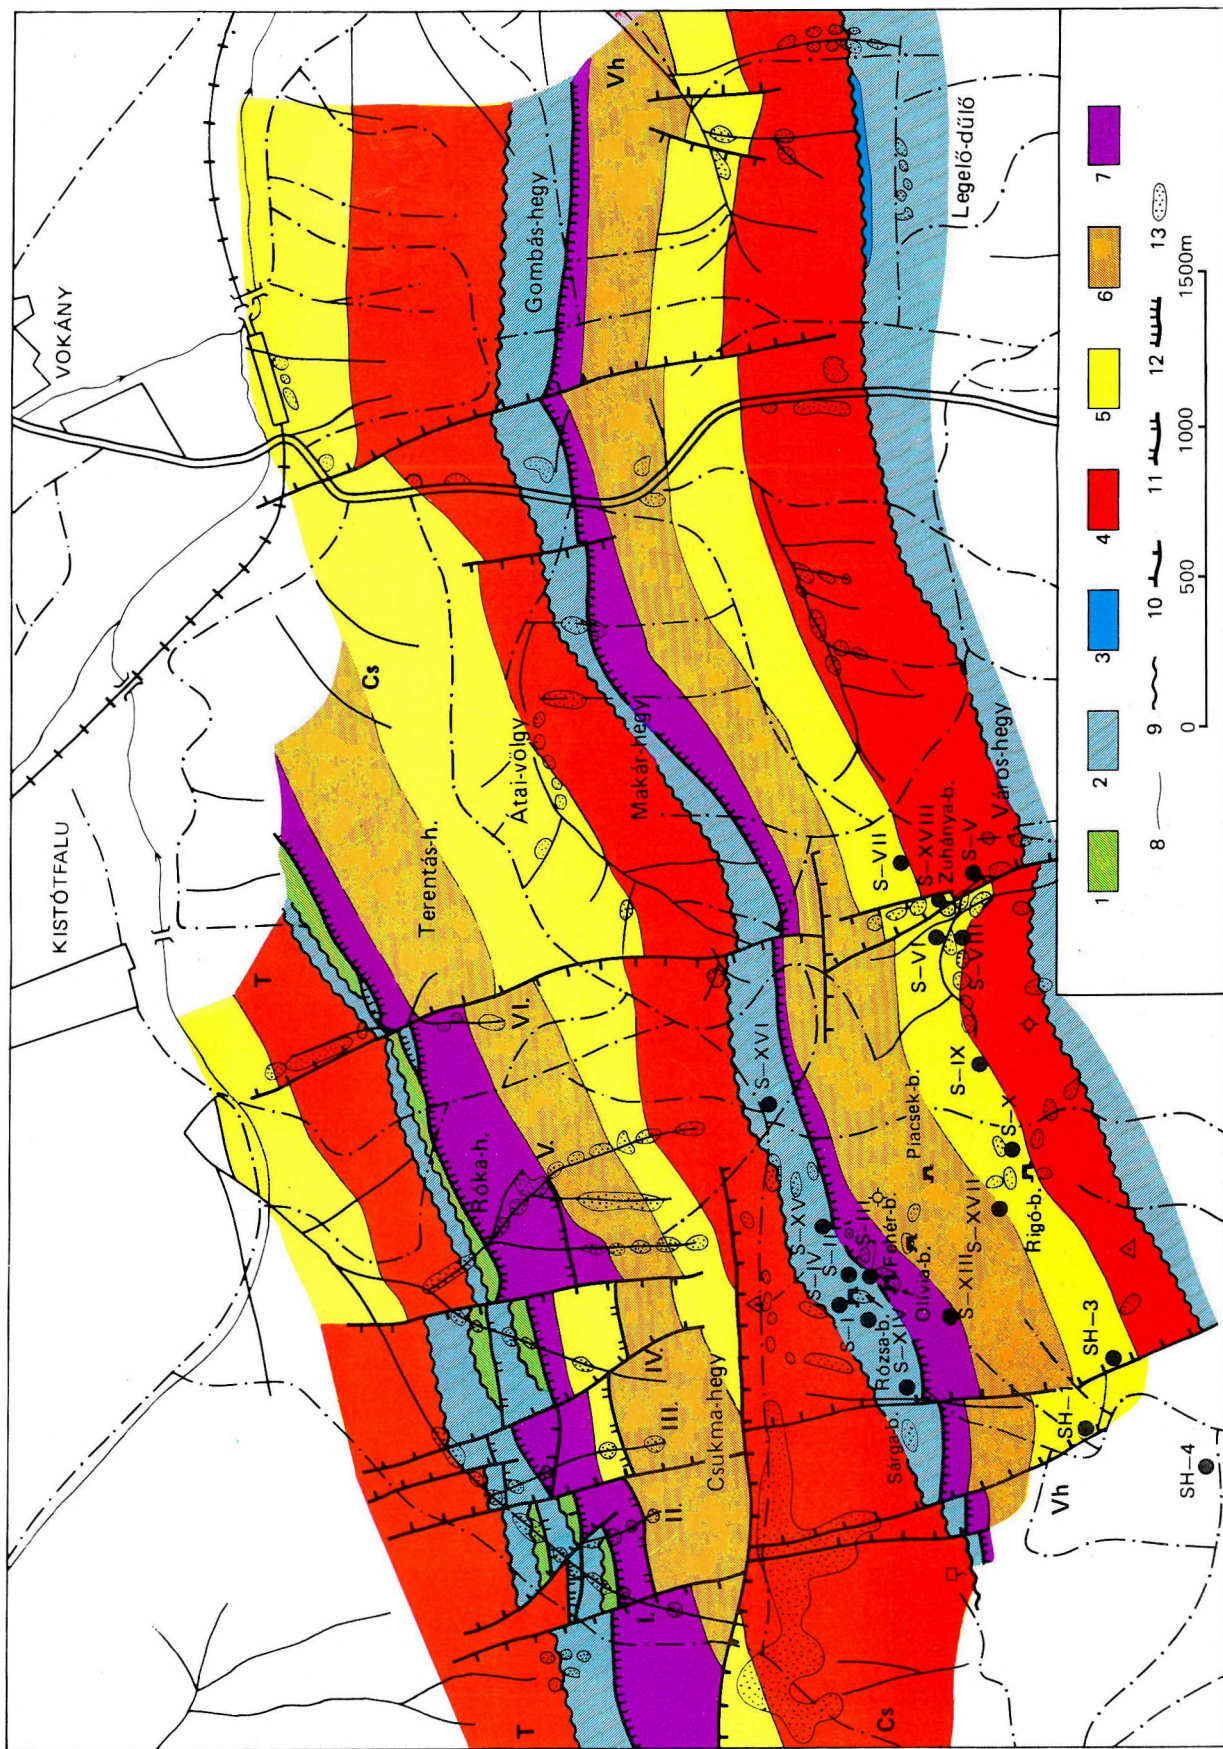 KISTÓTFALU
VOKÁNY
T
Cs
Terentás-h.
Átai-völgy
Gombás-hegy
Vh
Róka-h.
VI.
V.
IV.
III.
II.
I.
Makár-hegy
Csukma-hegy
Legelő-dűlő
T
Cs
S-XVI
S-XV
S-IV
S-II
S-III
S-I
Fehér-b.
Piacsek-b.
Olivia-b.
Rózsa-b.
S-XIV
Sárga-b.
S-XIII
S-XVII
S-VII
S-XVIII
Zuhánya-b.
S-VI
S-V
S-VIII
Város-hegy
S-IX
S-X
Rigó-b.
SH-3
SH-1
SH-4
Vh
1
2
3
4
5
6
7
8
9
10
11
12
13
0
500
1000
1500m